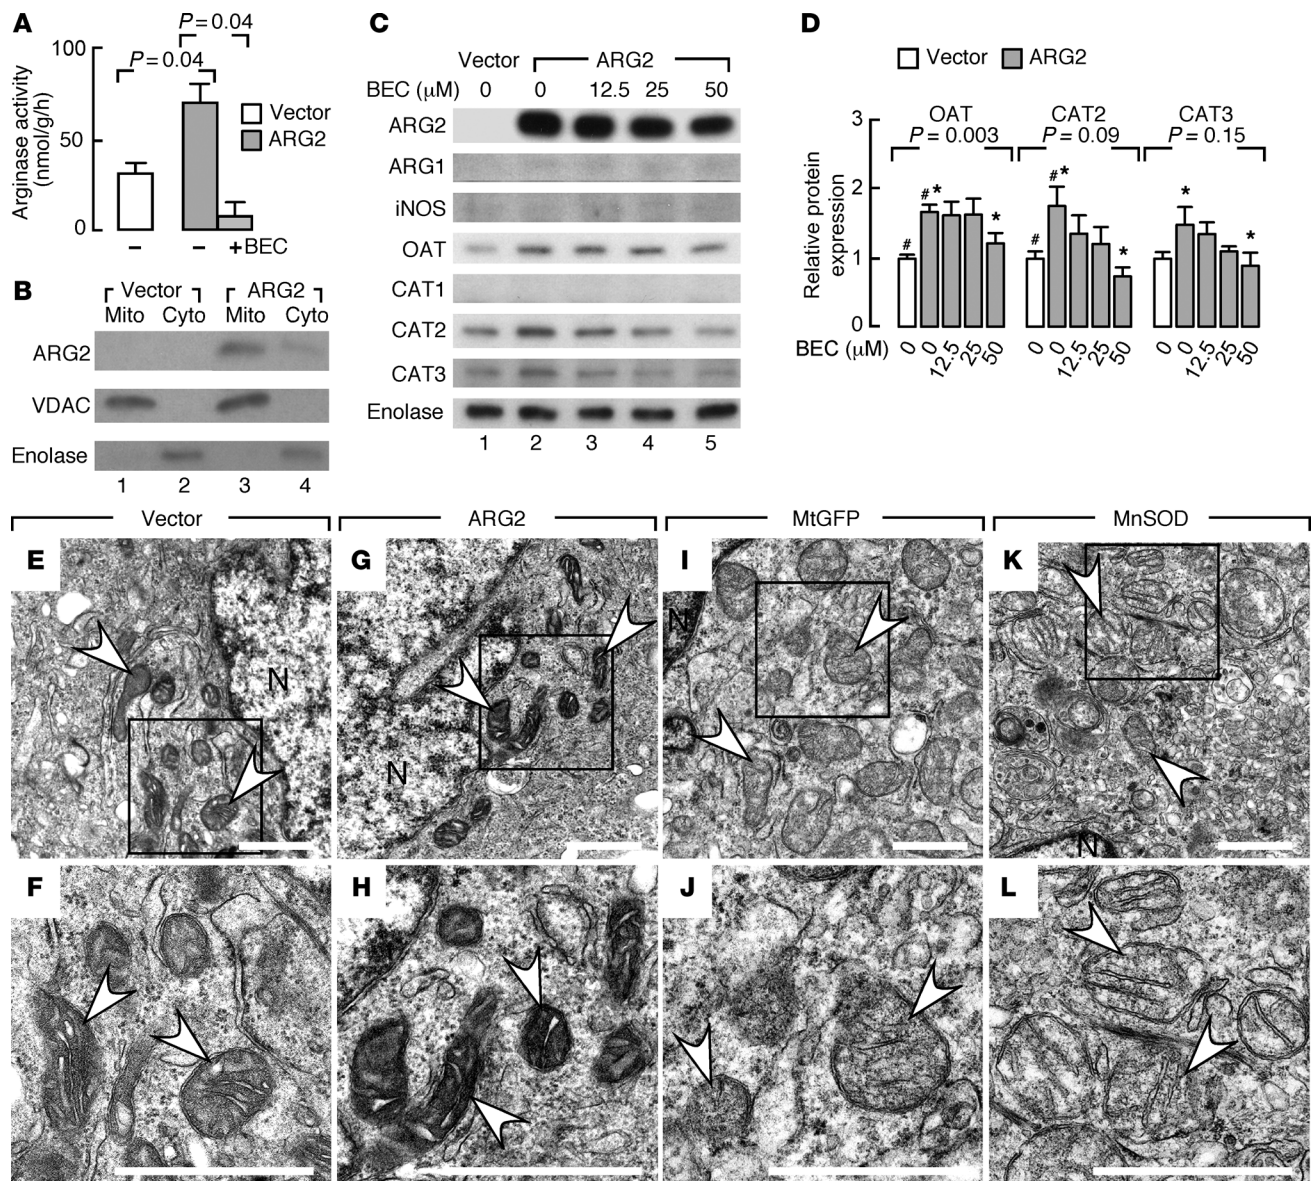 A
P = 0.04
P = 0.04
100
50
0
Arginase activity
(nmol/g/h)
Vector
ARG2
– – + BEC
B
Vector ARG2
Mito Cyto Mito Cyto
ARG2
VDAC
Enolase
1 2 3 4
C
Vector ARG2
BEC (μM) 0 0 12.5 25 50
ARG2
ARG1
iNOS
OAT
CAT1
CAT2
CAT3
Enolase
1 2 3 4 5
D
Vector ARG2
OAT CAT2 CAT3
P = 0.003 P = 0.09 P = 0.15
3
2
1
0
Relative protein
expression
# #* *
# #* *
* *
BEC (μM) 0 0 12.5 25 50 0 0 12.5 25 50 0 0 12.5 25 50
Vector ARG2 MtGFP MnSOD
E G I K
N N N N
F H J L